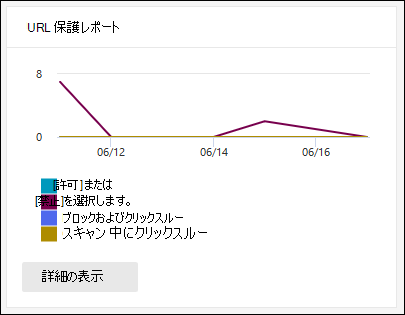 URL 保護レポート
8
0
06/12
06/14
06/16
[許可] または
[禁止] を選択します。
ブロックおよびクリックスルー
スキャン 中にクリックスルー
詳細の表示